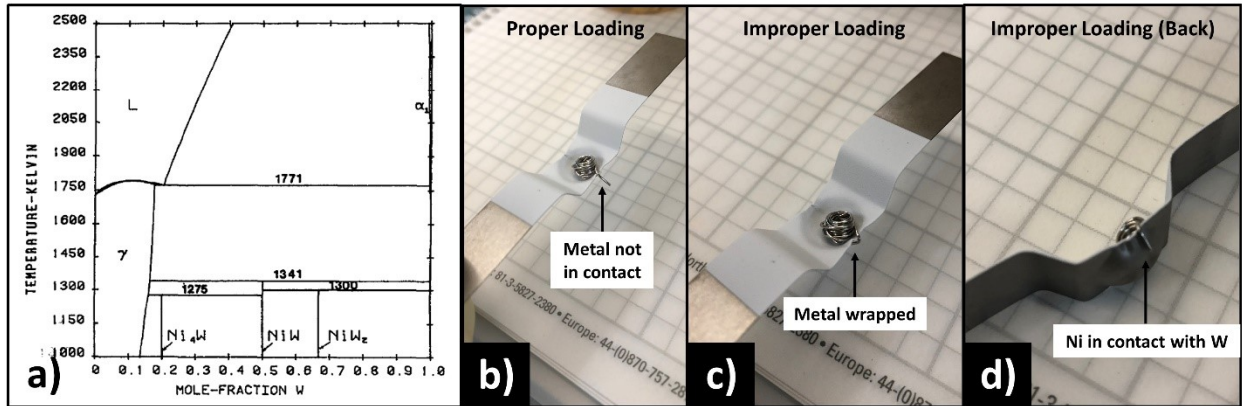 2500
2350
2200
2050
1900
1750
1600
1450
1300
1150
1000
TEMPERATURE-KELVIN
L
α₁
1771
γ
1341
1275
1300
Ni₄W
NiW
NiW₂
0 0.1 0.2 0.3 0.4 0.5 0.6 0.7 0.8 0.9 1.0
MOLE-FRACTION W
a)
Proper Loading
Metal not
in contact
81-3-5827-2380 • Europe: 44-(0)870-757-28
b)
Improper Loading
Metal wrapped
2380 • Europe: 44-(0)8
c)
Improper Loading (Back)
Ni in contact with W
d)